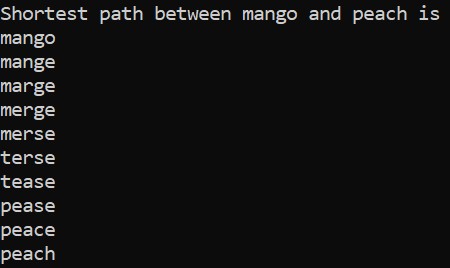 Shortest path between mango and peach is
mango
mange
marge
merge
merse
terse
tease
pease
peace
peach